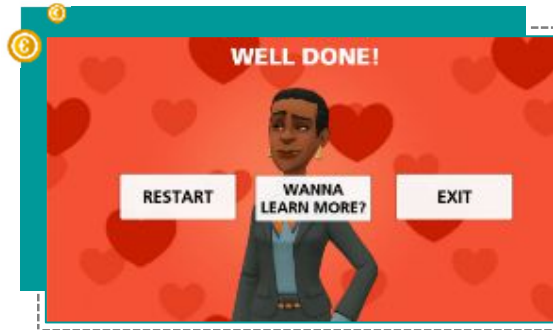 WELL DONE!
RESTART
WANNA
LEARN MORE?
EXIT